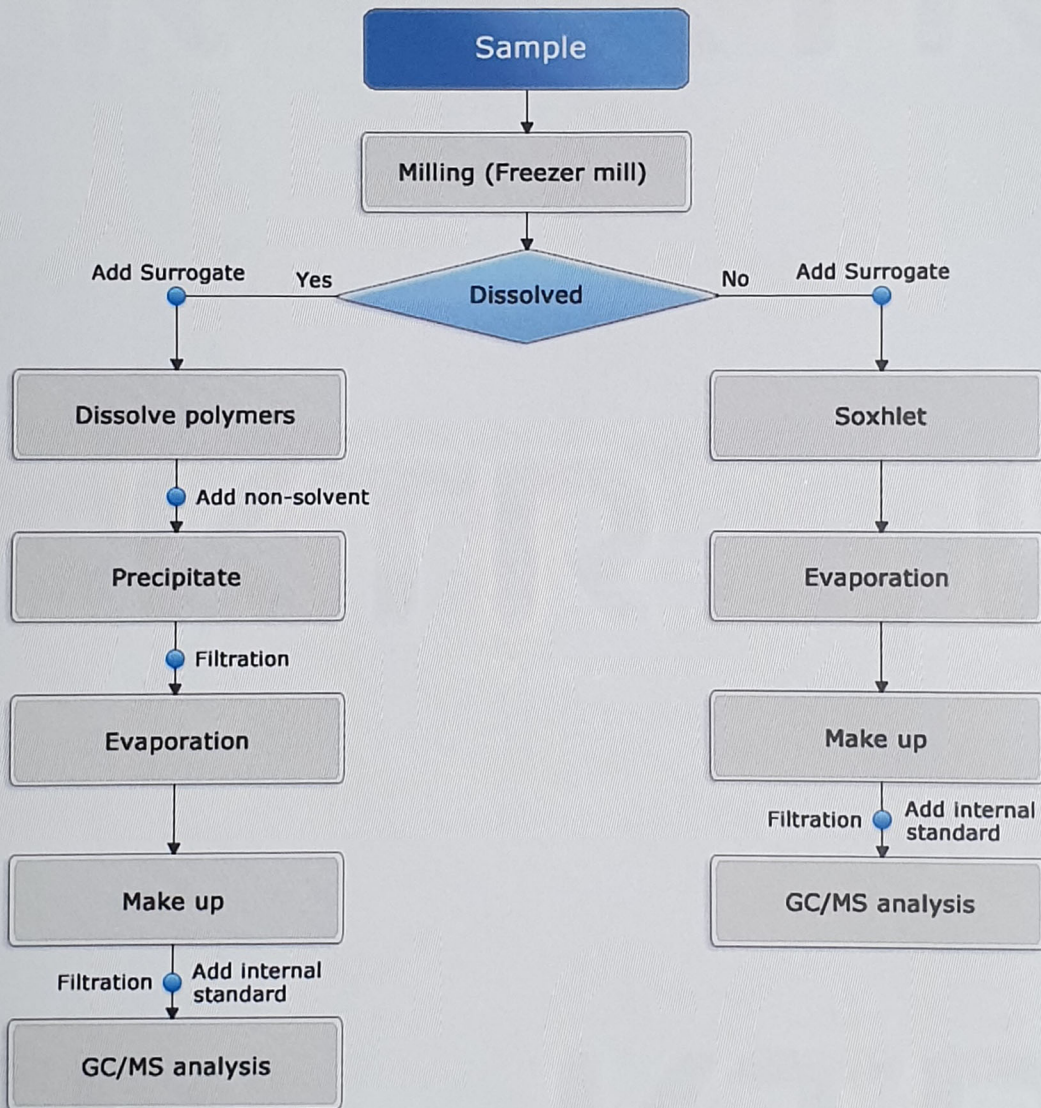 Sample
Milling (Freezer mill)
Add Surrogate
Yes
Dissolved
No
Add Surrogate
Dissolve polymers
Add non-solvent
Precipitate
Filtration
Evaporation
Make up
Filtration
Add internal
standard
GC/MS analysis
Soxhlet
Evaporation
Make up
Filtration
Add internal
standard
GC/MS analysis